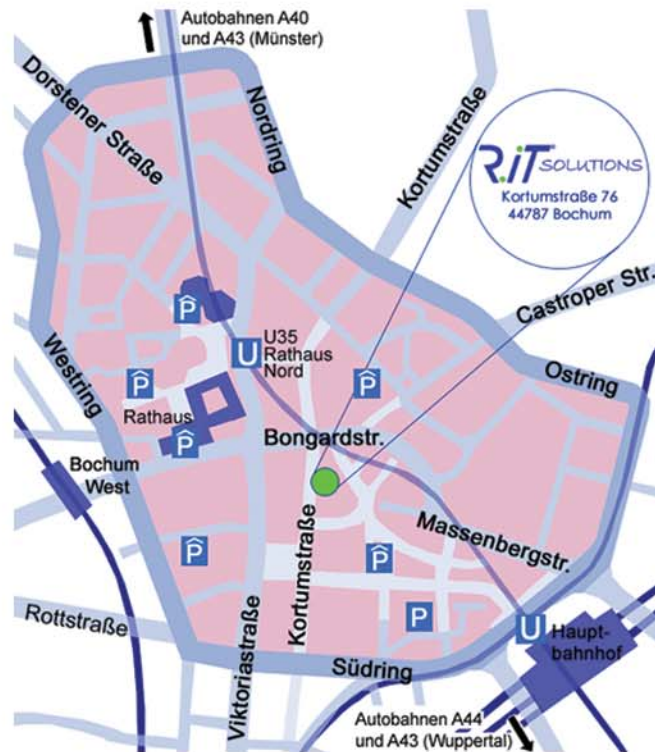 Autobahnen A40
und A43 (Münster)
Dorstener Straße
Nordring
Kortumstraße
R.iT SOLUTIONS
Kortumstraße 76
44787 Bochum
Castroper Str.
P
U
U35
Rathaus
Nord
Westring
P
P
Ostring
Rathaus
P
Bongardstr.
Bochum
West
Massenbergstr.
P
P
Kortumstraße
Rottstraße
Viktoriastraße
P
U
Haupt-
bahnhof
Südring
Autobahnen A44
und A43 (Wuppertal)